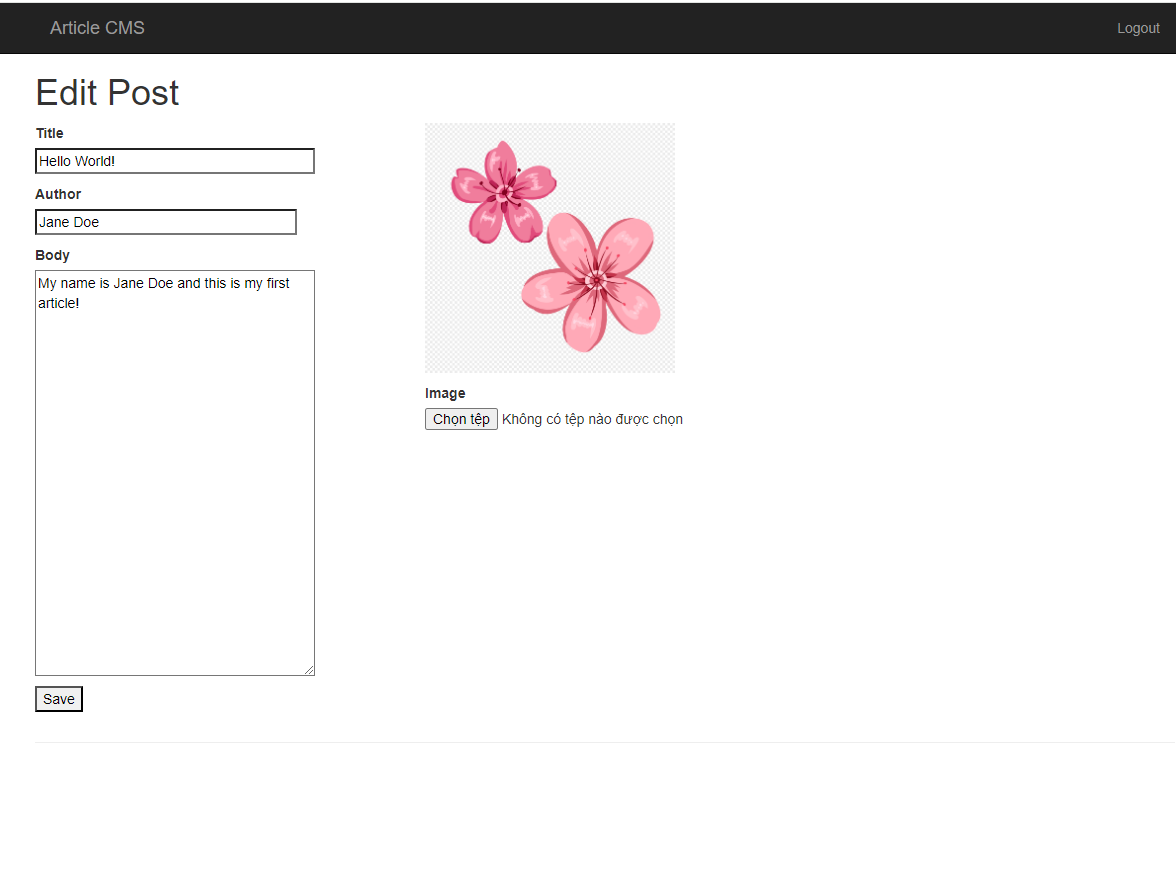 Article CMS
Logout
Edit Post
Title
Hello World!
Author
Jane Doe
Body
My name is Jane Doe and this is my first
article!
Save
Image
Chọn tệp Không có tệp nào được chọn